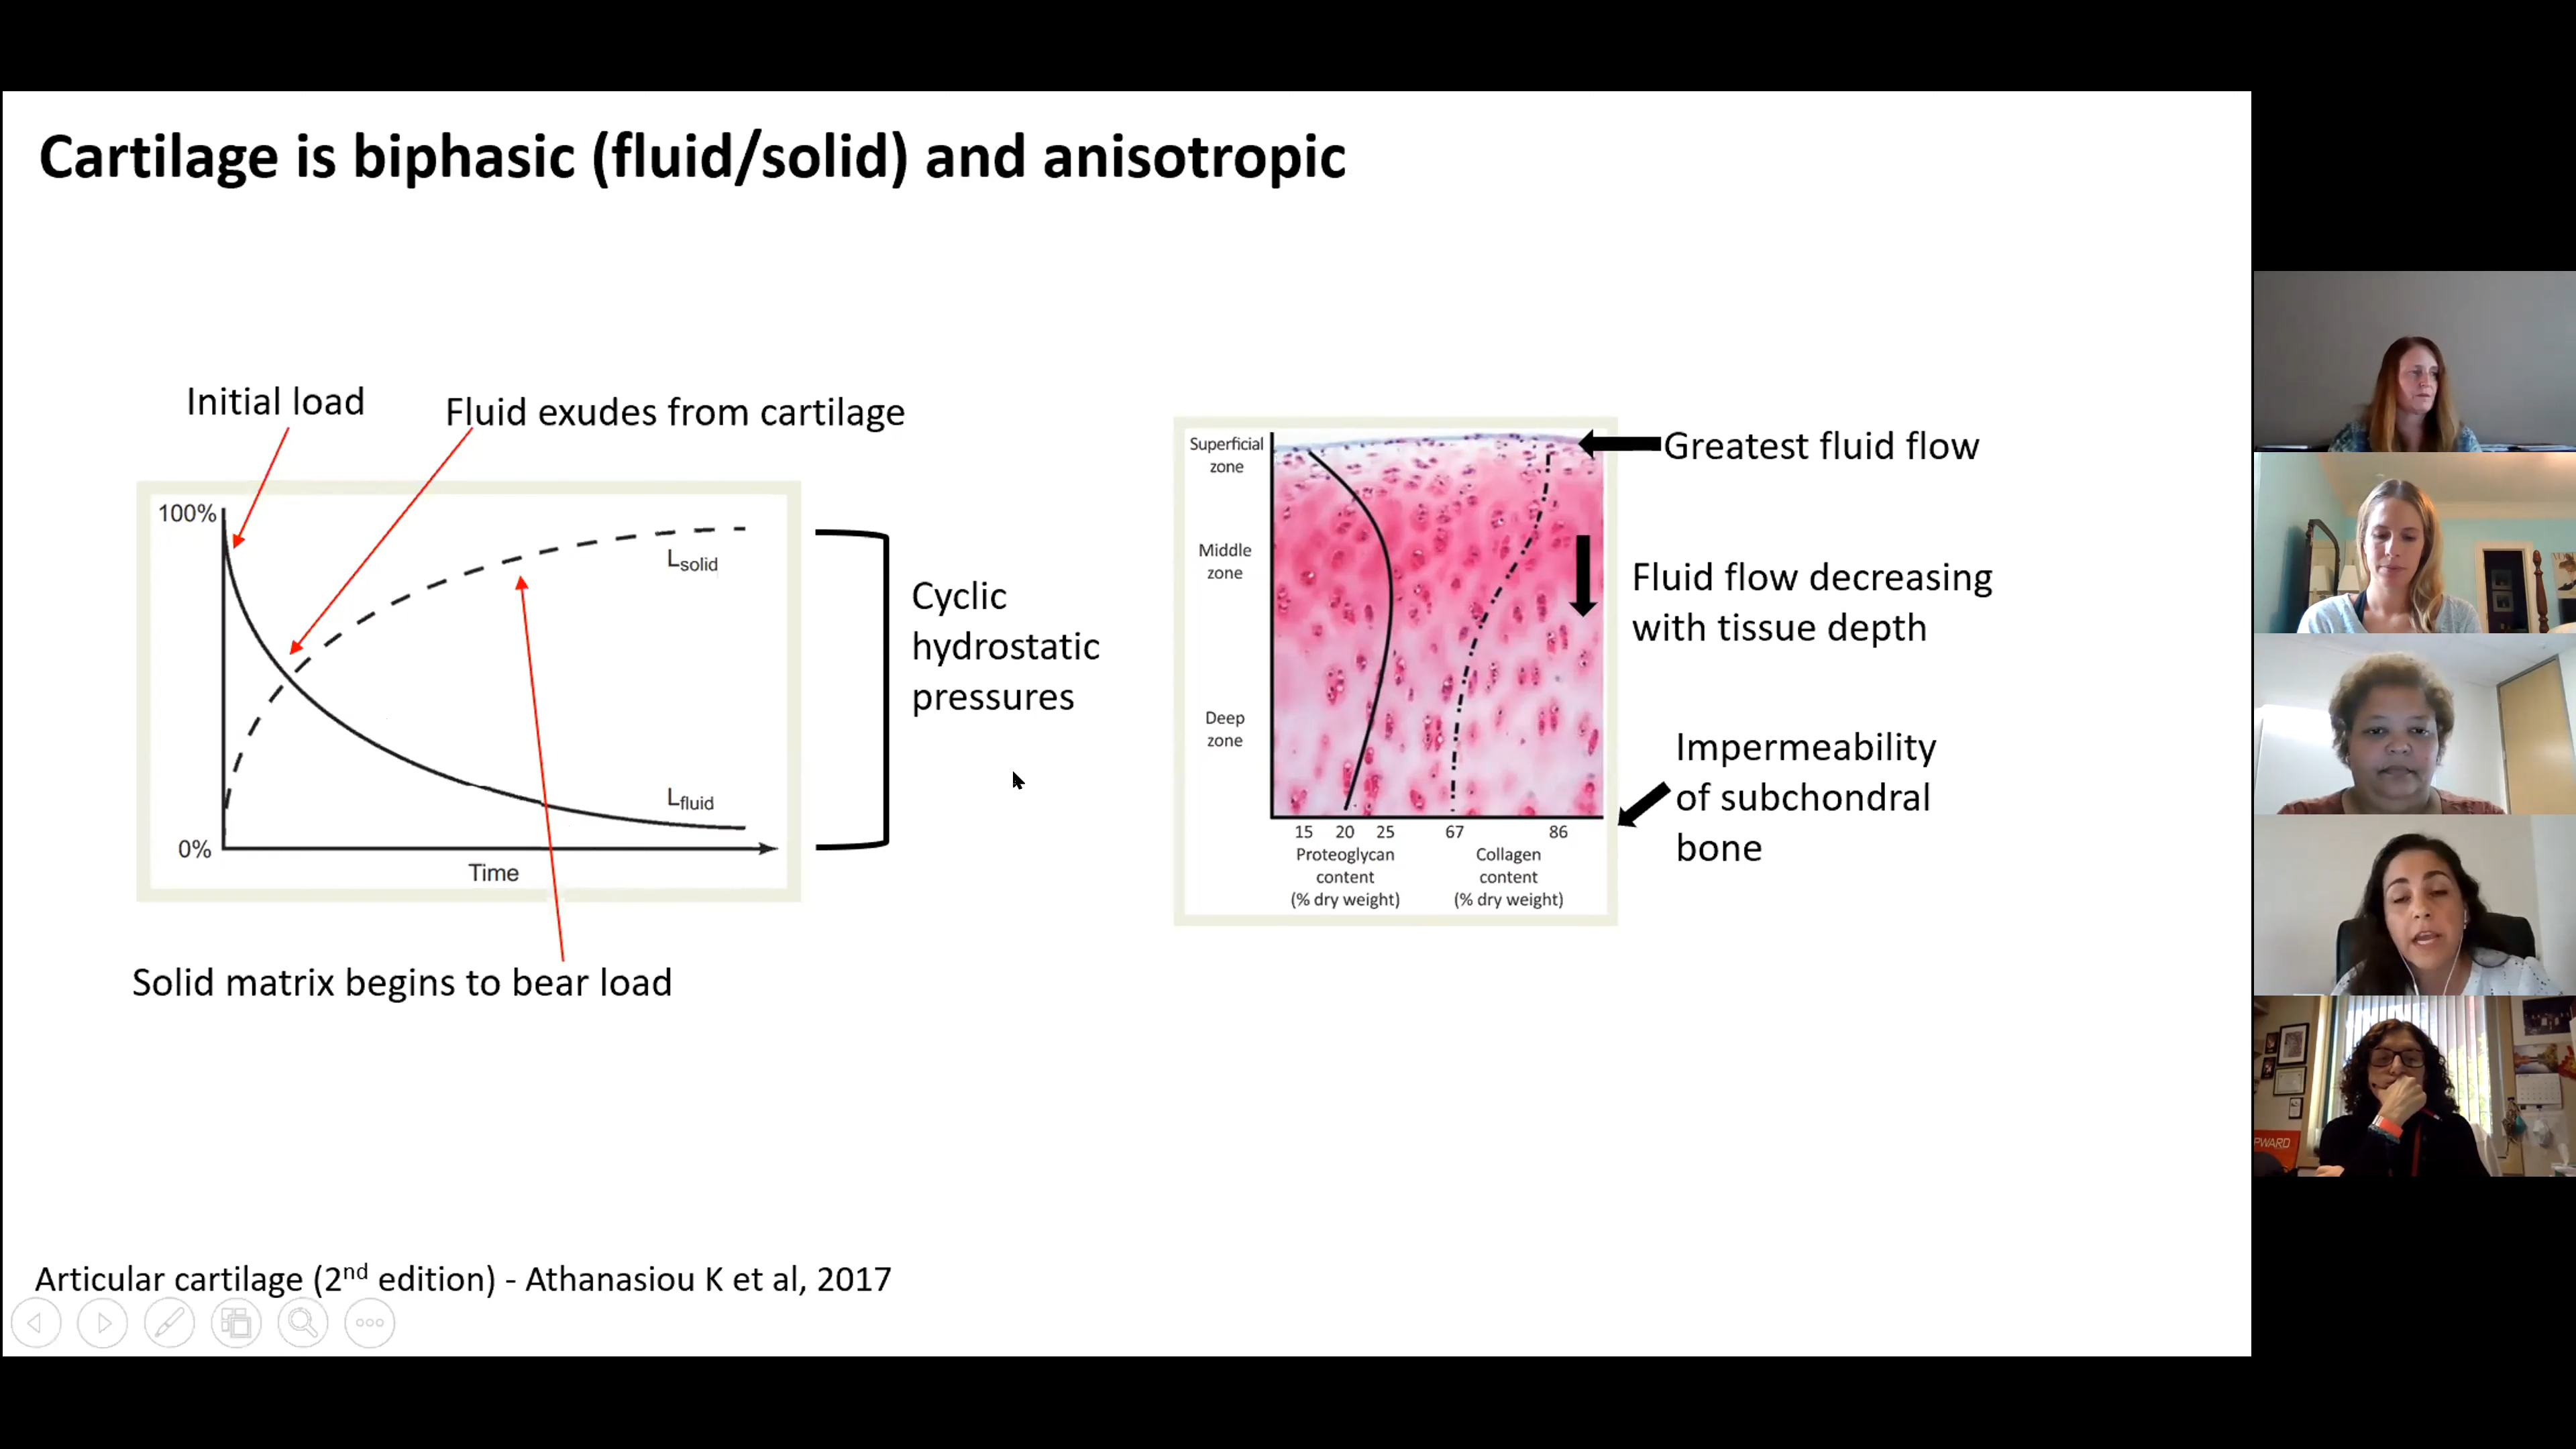 Cartilage is biphasic (fluid/solid) and anisotropic
Initial load
Fluid exudes from cartilage
100%
Lsolid
Lfluid
0%
Time
Cyclic
hydrostatic
pressures
Solid matrix begins to bear load
Superficial
zone
Middle
zone
Deep
zone
15 20 25 67 86
Proteoglycan
content
(% dry weight)
Collagen
content
(% dry weight)
Greatest fluid flow
Fluid flow decreasing
with tissue depth
Impermeability
of subchondral
bone
Articular cartilage (2nd edition) - Athanasiou K et al, 2017
PWARD